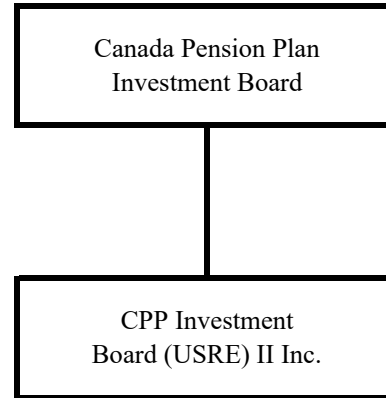 Canada Pension Plan
Investment Board
CPP Investment
Board (USRE) II Inc.